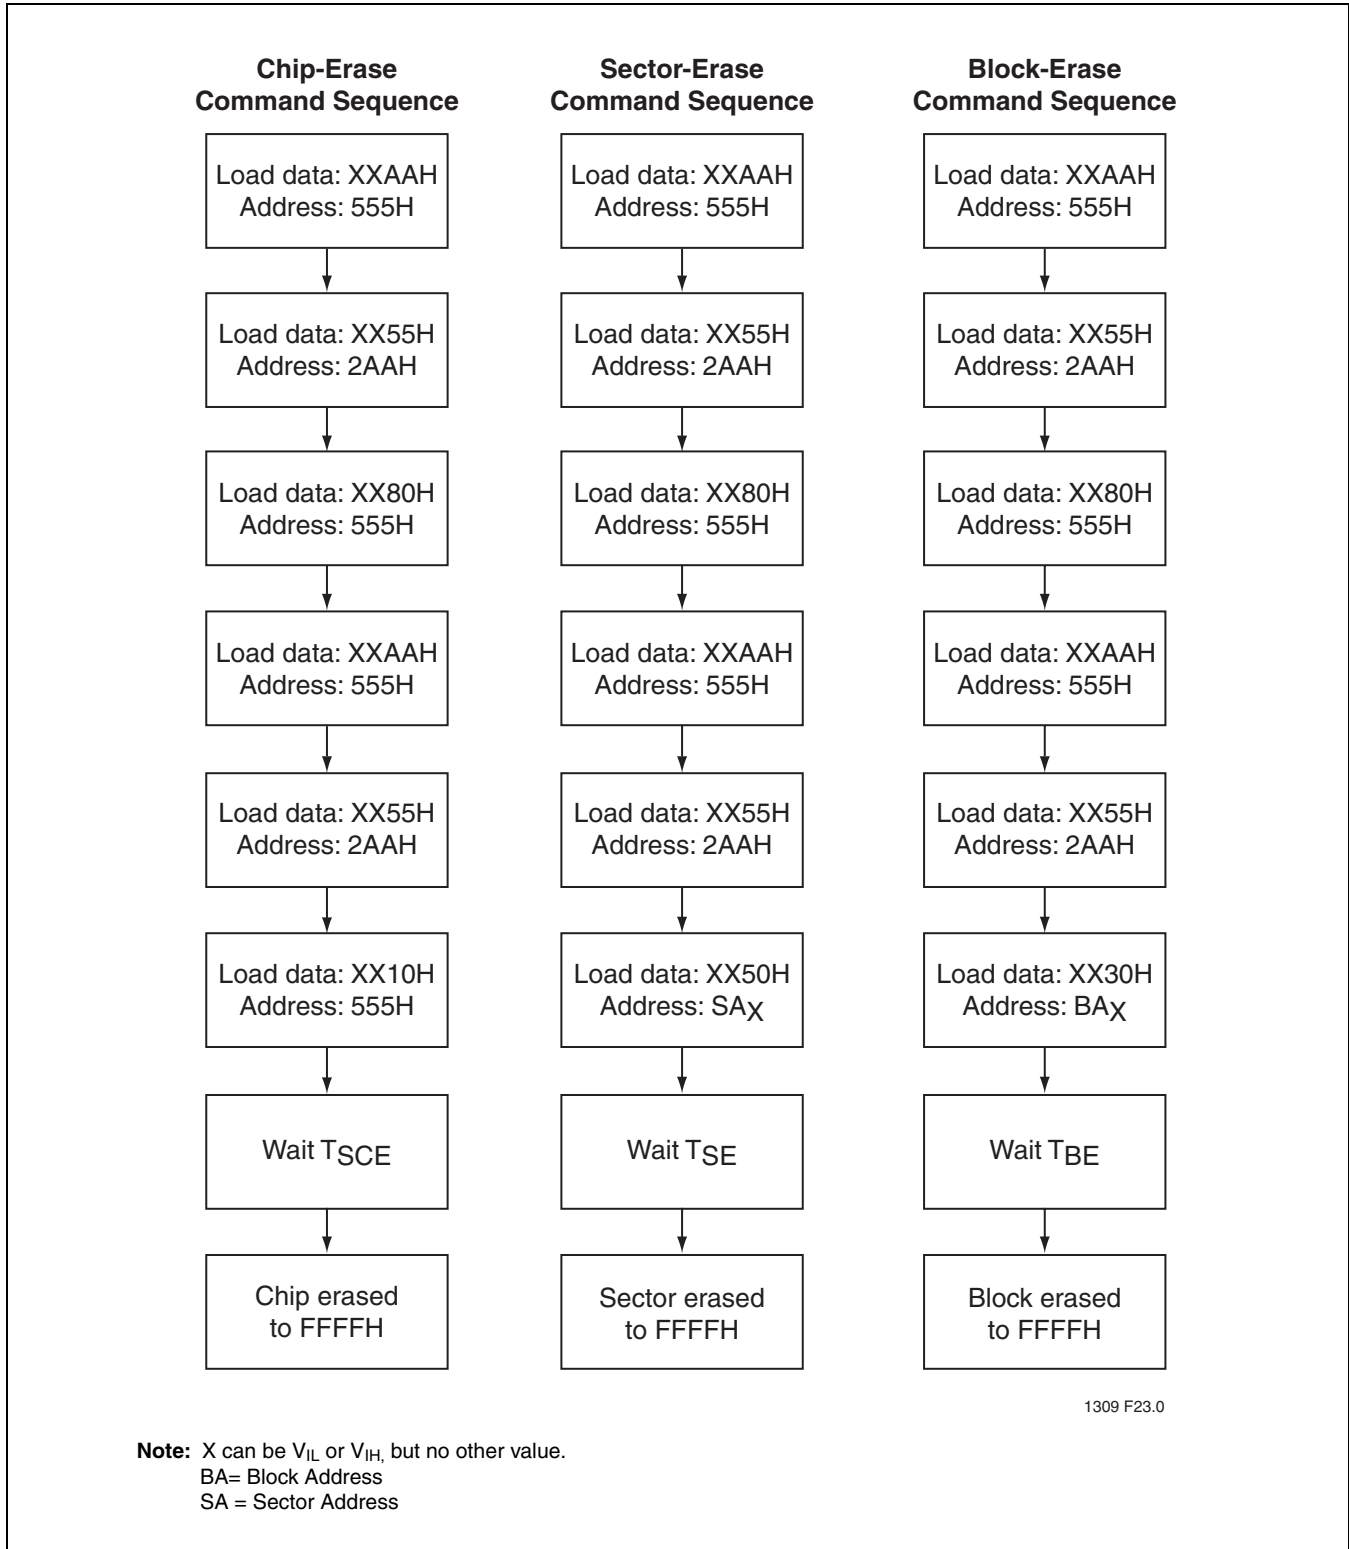 Chip-Erase
Command Sequence
Load data: XXAAH
Address: 555H
Load data: XX55H
Address: 2AAH
Load data: XX80H
Address: 555H
Load data: XXAAH
Address: 555H
Load data: XX55H
Address: 2AAH
Load data: XX10H
Address: 555H
Wait TSCE
Chip erased
to FFFFH
Sector-Erase
Command Sequence
Load data: XXAAH
Address: 555H
Load data: XX55H
Address: 2AAH
Load data: XX80H
Address: 555H
Load data: XXAAH
Address: 555H
Load data: XX55H
Address: 2AAH
Load data: XX50H
Address: SAX
Wait TSE
Sector erased
to FFFFH
Block-Erase
Command Sequence
Load data: XXAAH
Address: 555H
Load data: XX55H
Address: 2AAH
Load data: XX80H
Address: 555H
Load data: XXAAH
Address: 555H
Load data: XX55H
Address: 2AAH
Load data: XX30H
Address: BAX
Wait TBE
Block erased
to FFFFH
1309 F23.0
Note: X can be VIL or VIH, but no other value.
BA= Block Address
SA = Sector Address